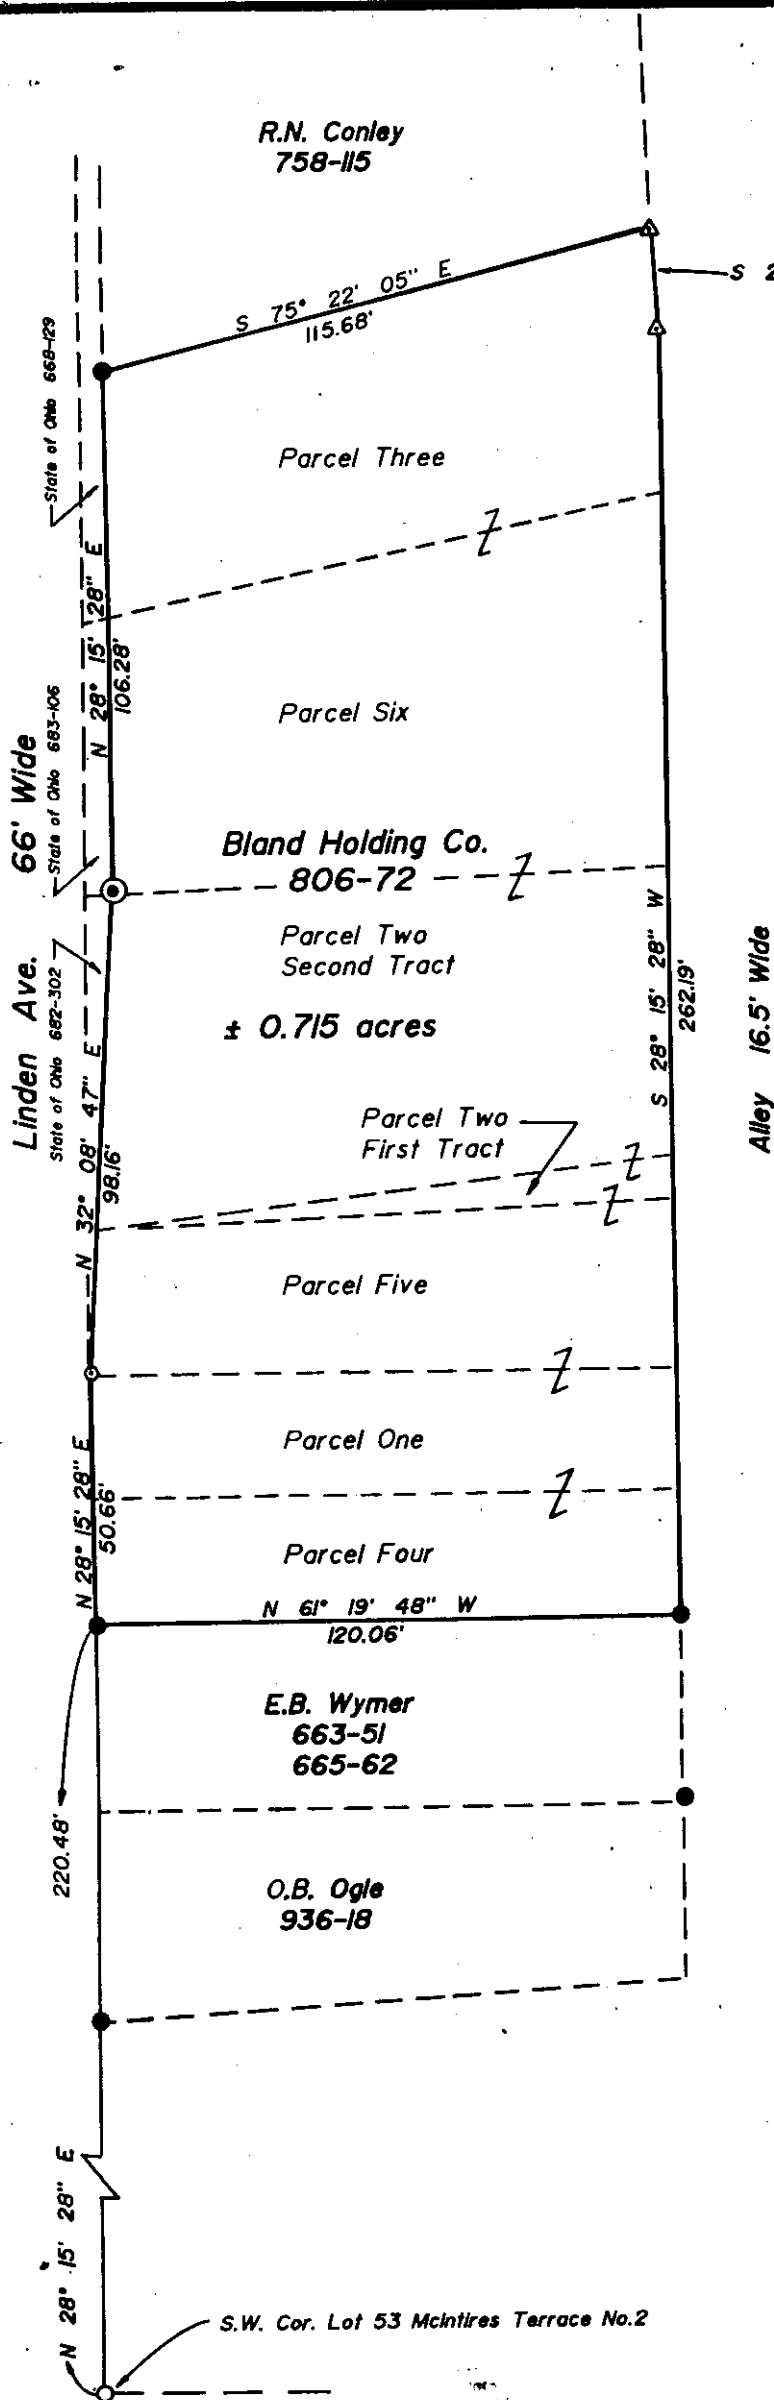 R.N. Conley
758-115
S 75° 22' 05" E
115.68'
S 2
State of Ohio 668-129
Parcel Three
N 28° 15' 28" E
106.28'
Parcel Six
66' Wide
State of Ohio 683-106
Bland Holding Co.
806-72
Parcel Two
Second Tract
± 0.715 acres
Linden Ave.
State of Ohio 682-302
N 32° 08' 47" E
98.16"
S 28° 15' 28" W
262.19'
Alley 16.5' Wide
Parcel Two
First Tract
Parcel Five
Parcel One
N 28° 15' 28" E
50.66'
Parcel Four
N 61° 19' 48" W
120.06'
E.B. Wymer
663-51
665-62
220.48'
O.B. Ogle
936-18
N 28° 15' 28" E
S.W. Cor. Lot 53 McIntires Terrace No.2